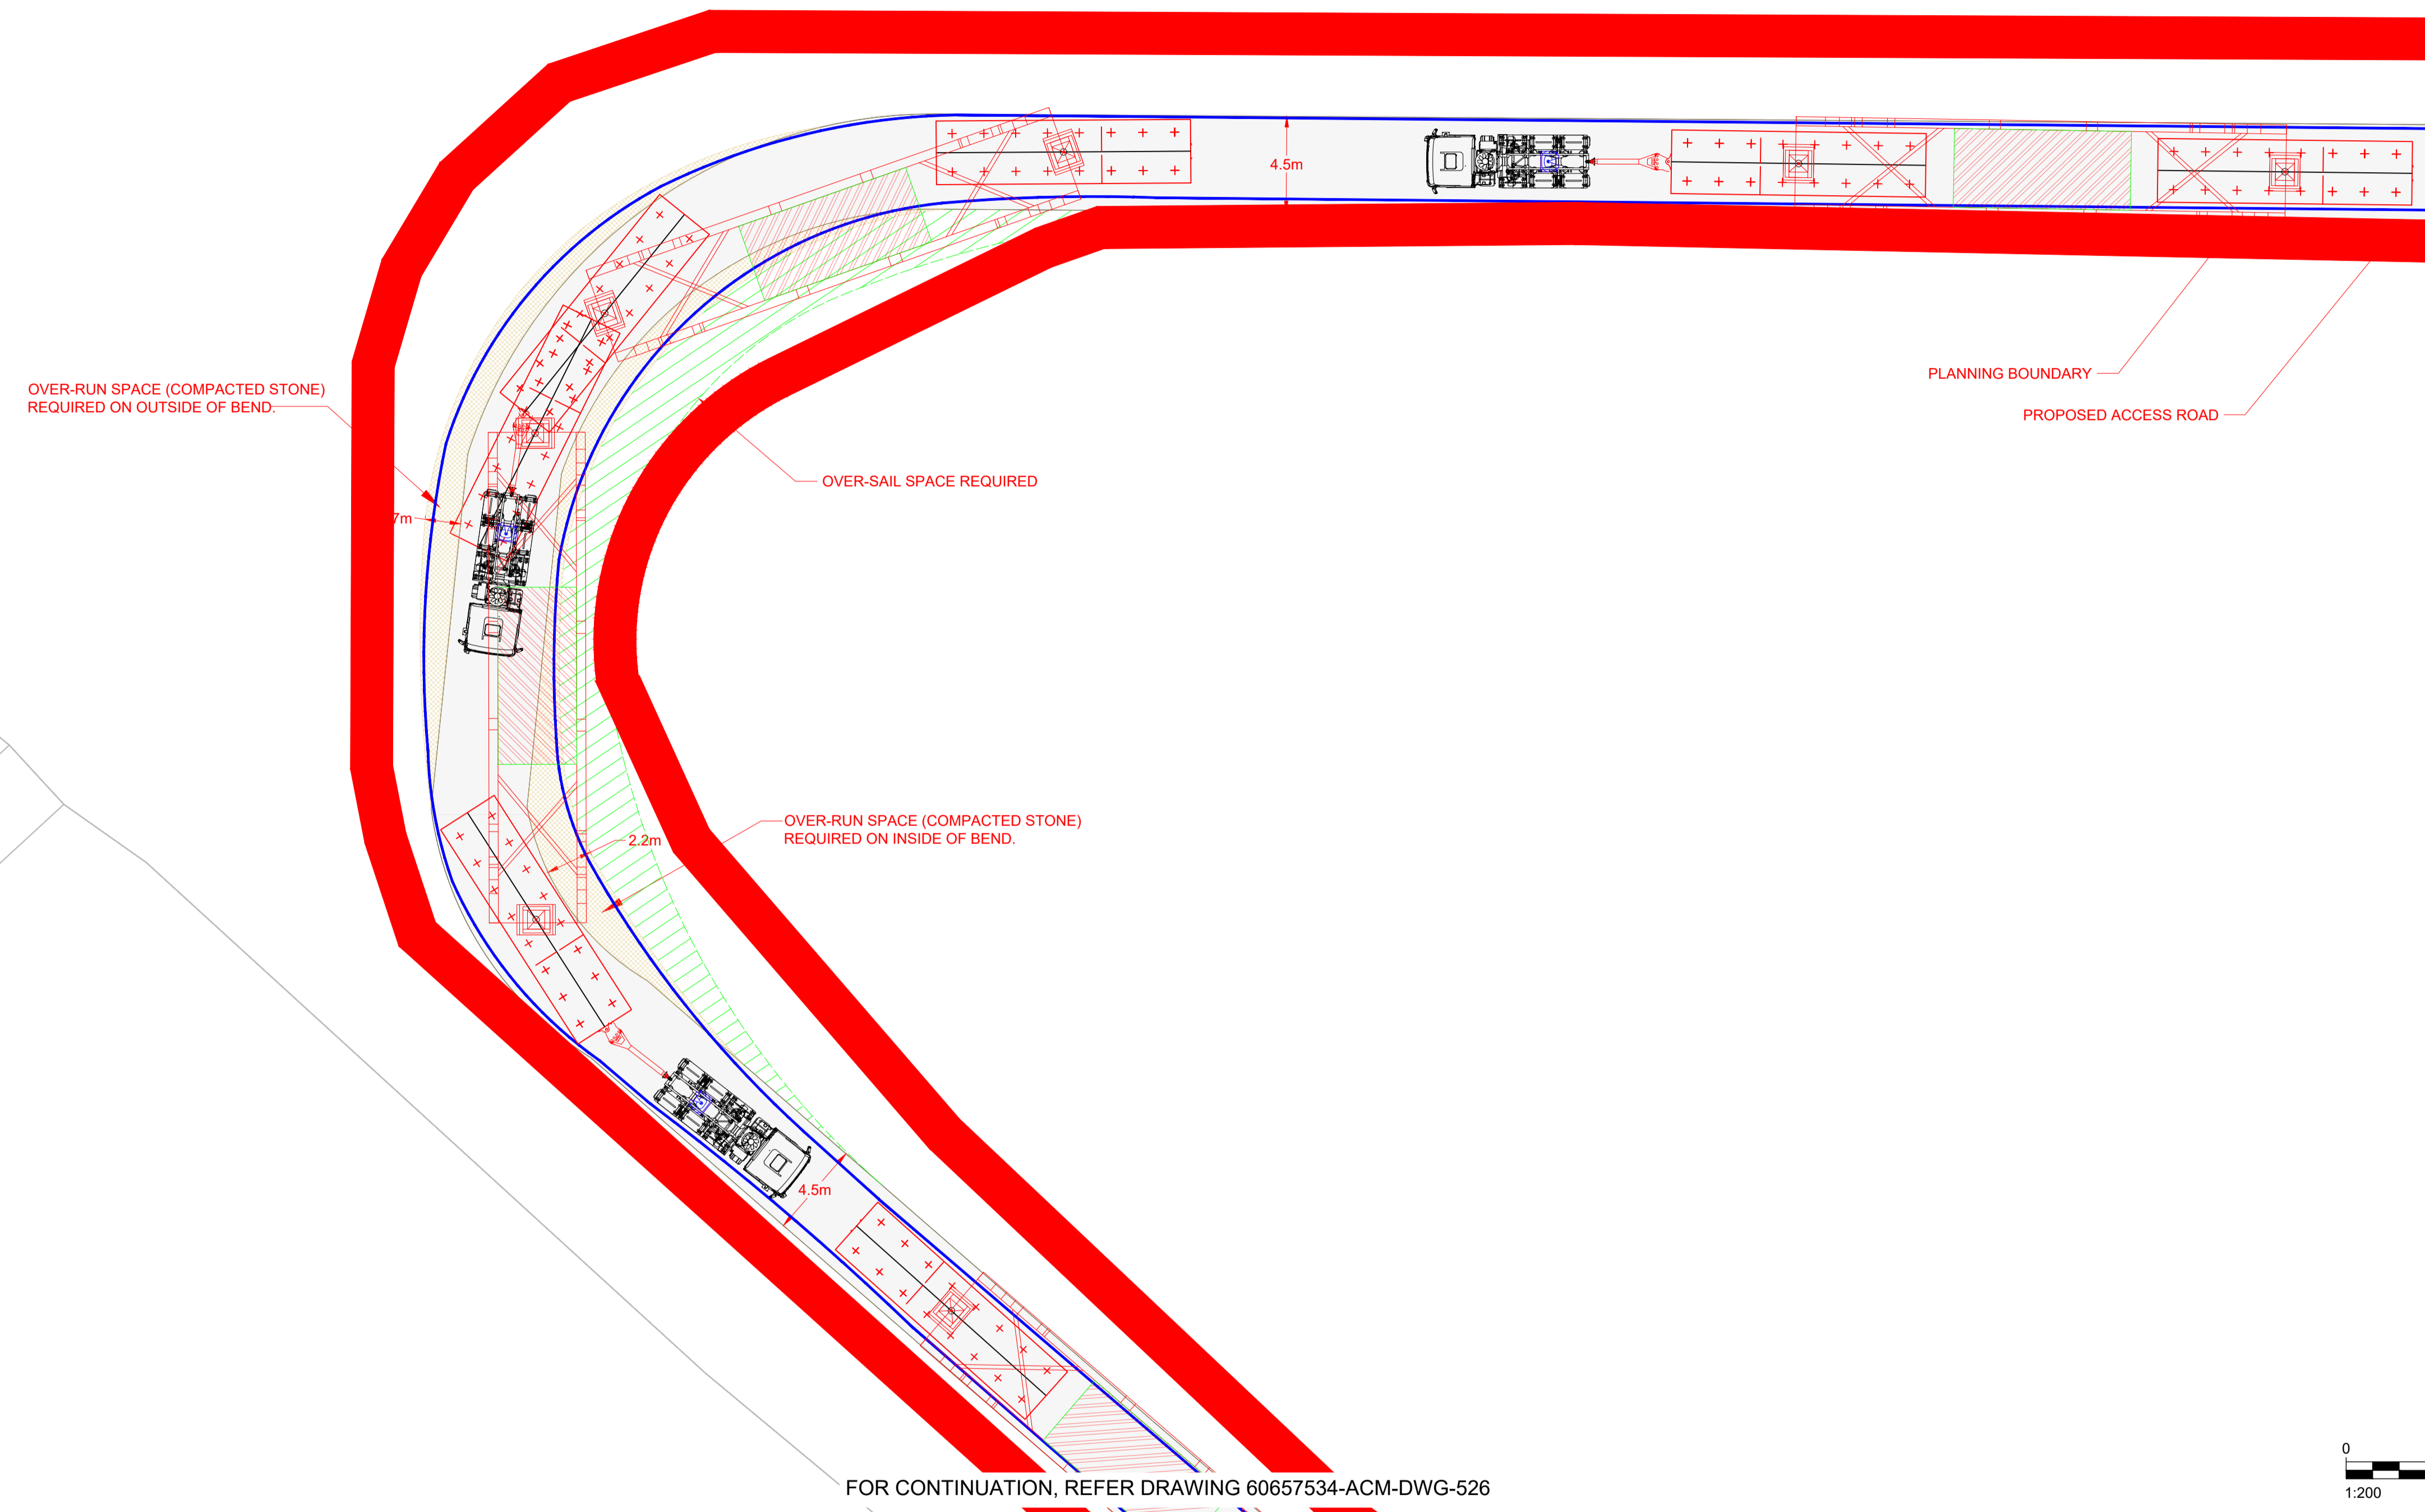 4.5m
PLANNING BOUNDARY
OVER-RUN SPACE (COMPACTED STONE)
REQUIRED ON OUTSIDE OF BEND.
PROPOSED ACCESS ROAD
OVER-SAIL SPACE REQUIRED
7m
OVER-RUN SPACE (COMPACTED STONE)
REQUIRED ON INSIDE OF BEND.
2.2m
4.5m
0
FOR CONTINUATION, REFER DRAWING 60657534-ACM-DWG-526
1:200